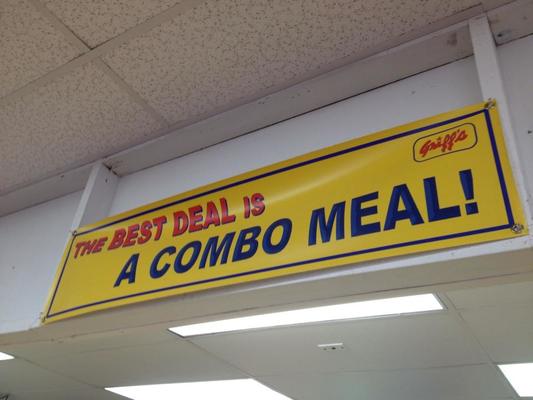 Griff's
THE BEST DEAL IS
A COMBO MEAL!